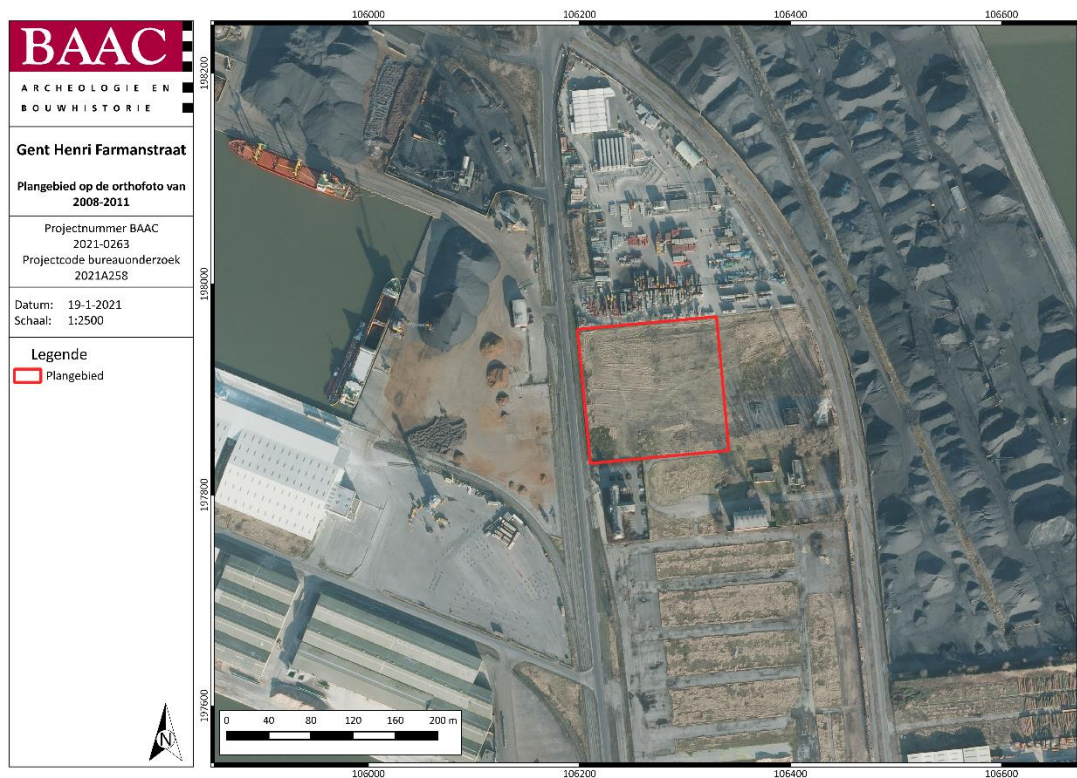 BAAC
ARCHEOLOGIE EN
BOUWHISTORIE
Gent Henri Farmanstraat
Plangebied op de orthofoto van
2008-2011
Projectnummer BAAC
2021-0263
Projectcode bureauonderzoek
2021A258
Datum: 19-1-2021
Schaal: 1:2500
Legende
Plangebied
N
106000 106200 106400 106600
198200
198000
197800
197600
0 40 80 120 160 200 m
106000 106200 106400 106600